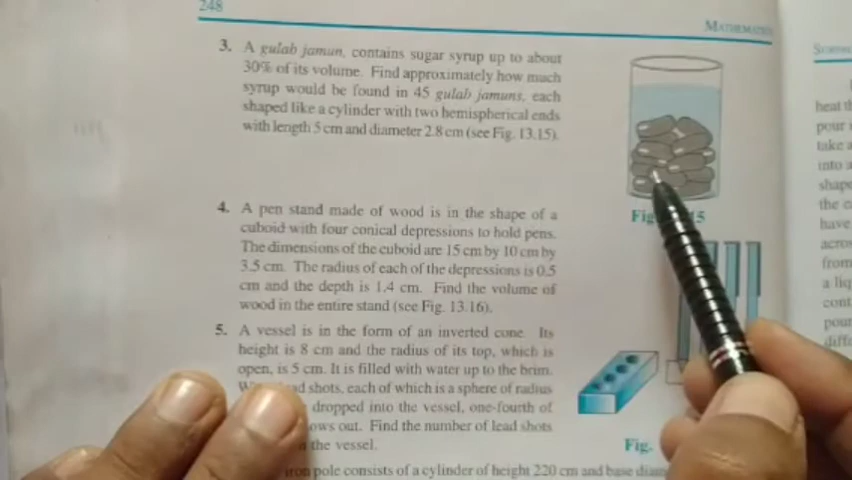 248
MATHEMATICS
3. A gulab jamun, contains sugar syrup up to about
30% of its volume. Find approximately how much
syrup would be found in 45 gulab jamuns, each
shaped like a cylinder with two hemispherical ends
with length 5 cm and diameter 2.8 cm (see Fig. 13.15).
4. A pen stand made of wood is in the shape of a
cuboid with four conical depressions to hold pens.
The dimensions of the cuboid are 15 cm by 10 cm by
3.5 cm. The radius of each of the depressions is 0.5
cm and the depth is 1.4 cm. Find the volume of
wood in the entire stand (see Fig. 13.16).
5. A vessel is in the form of an inverted cone. Its
height is 8 cm and the radius of its top, which is
open, is 5 cm. It is filled with water up to the brim.
ad shots, each of which is a sphere of radius
dropped into the vessel, one-fourth of
ows out. Find the number of lead shots
the vessel.
pole consists of a cylinder of height 220 cm and base
Fig
15
Fig.
heat
pour
take a
into a
shape
the
have
acro
from
a liq
cont
pour
diff